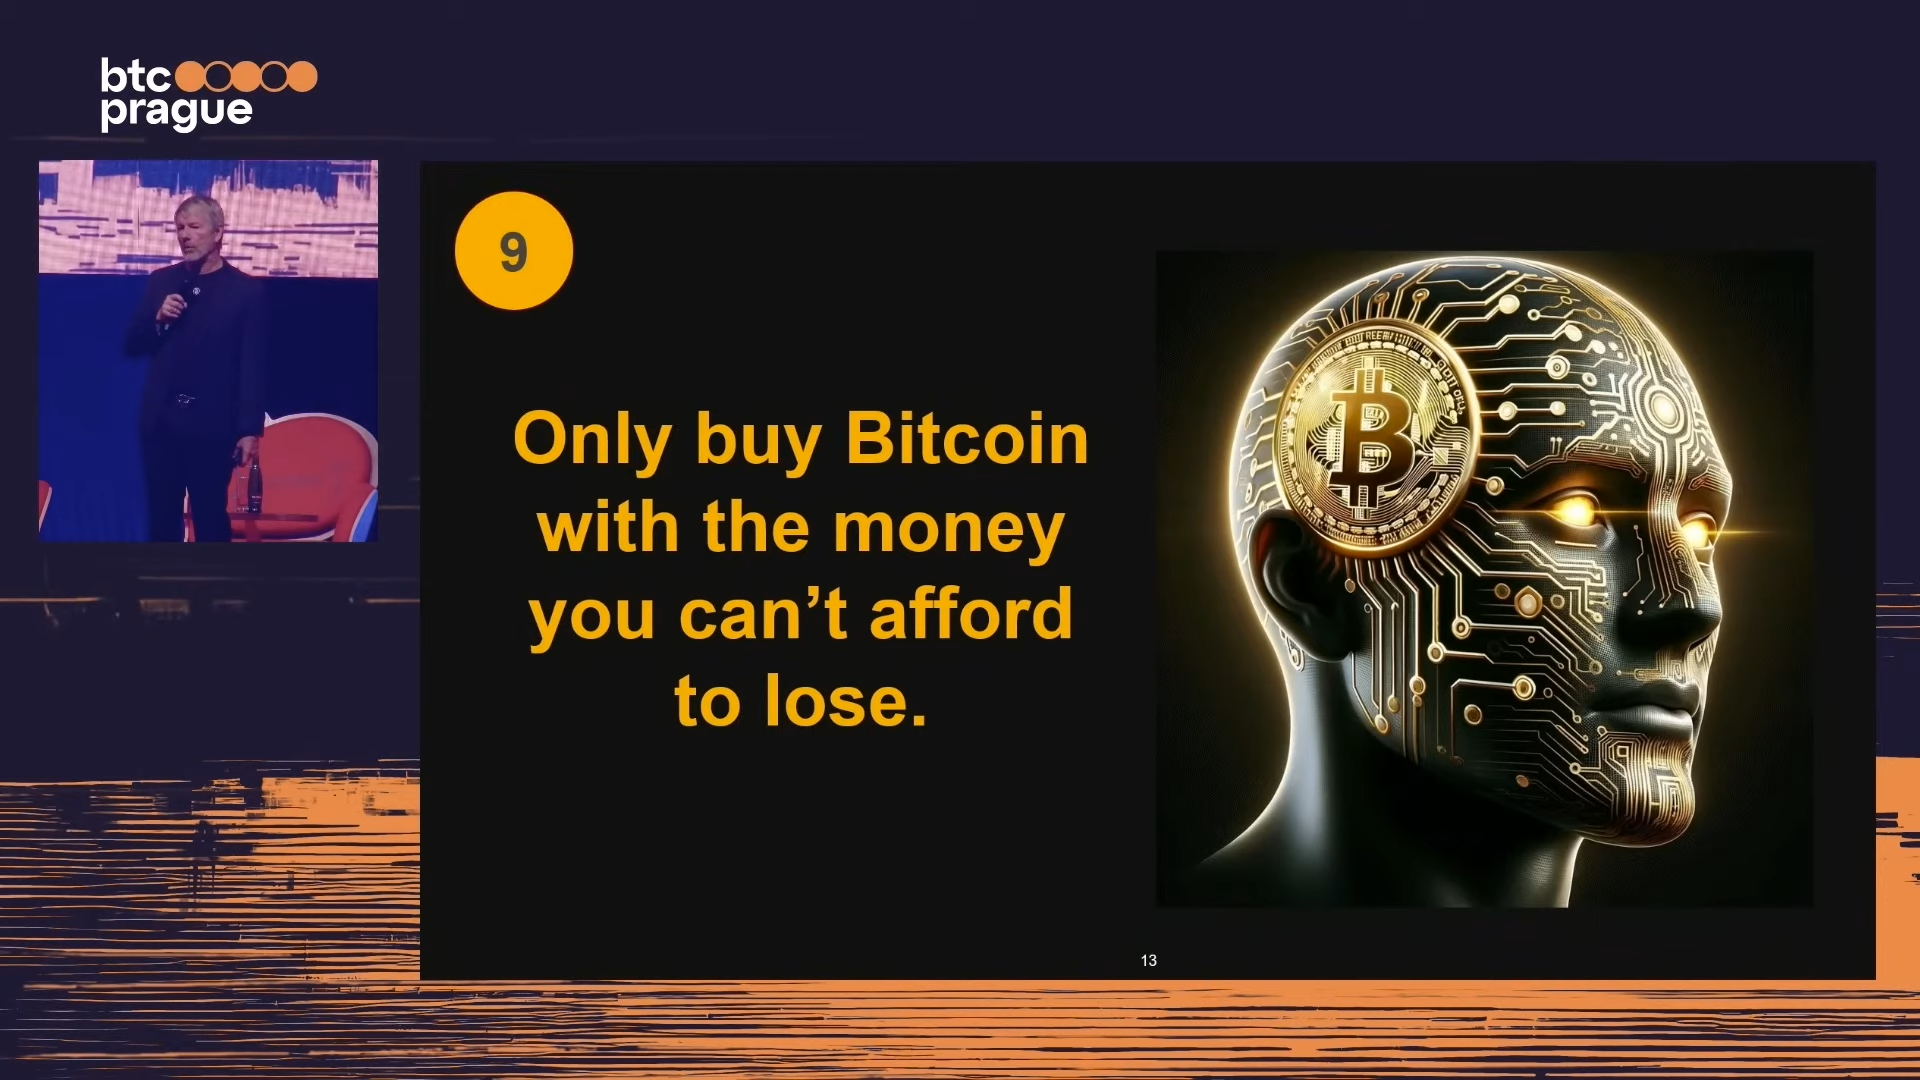 btc
prague
9
Only buy Bitcoin
with the money
you can’t afford
to lose.
13